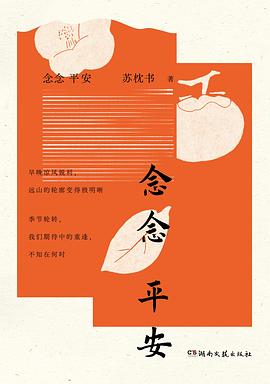 念念 平安 苏枕书 著
早晚凉风锐利，
远山的轮廓变得极明晰
季节轮转，
我们期待中的重逢，
不知在何时
念念平安
湖南文艺出版社